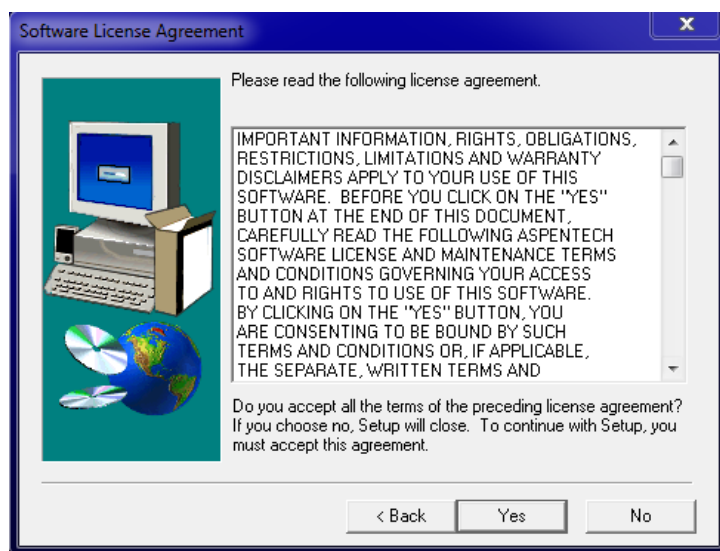 Software License Agreement
Please read the following license agreement.
IMPORTANT INFORMATION, RIGHTS, OBLIGATIONS,
RESTRICTIONS, LIMITATIONS AND WARRANTY
DISCLAIMERS APPLY TO YOUR USE OF THIS
SOFTWARE.  BEFORE YOU CLICK ON THE "YES"
BUTTON AT THE END OF THIS DOCUMENT,
CAREFULLY READ THE FOLLOWING ASPENTECH
SOFTWARE LICENSE AND MAINTENANCE TERMS
AND CONDITIONS GOVERNING YOUR ACCESS
TO AND RIGHTS TO USE OF THIS SOFTWARE.
BY CLICKING ON THE "YES" BUTTON, YOU
ARE CONSENTING TO BE BOUND BY SUCH
TERMS AND CONDITIONS OR, IF APPLICABLE,
THE SEPARATE, WRITTEN TERMS AND
Do you accept all the terms of the preceding license agreement?
If you choose no, Setup will close.  To continue with Setup, you
must accept this agreement.
< Back Yes No